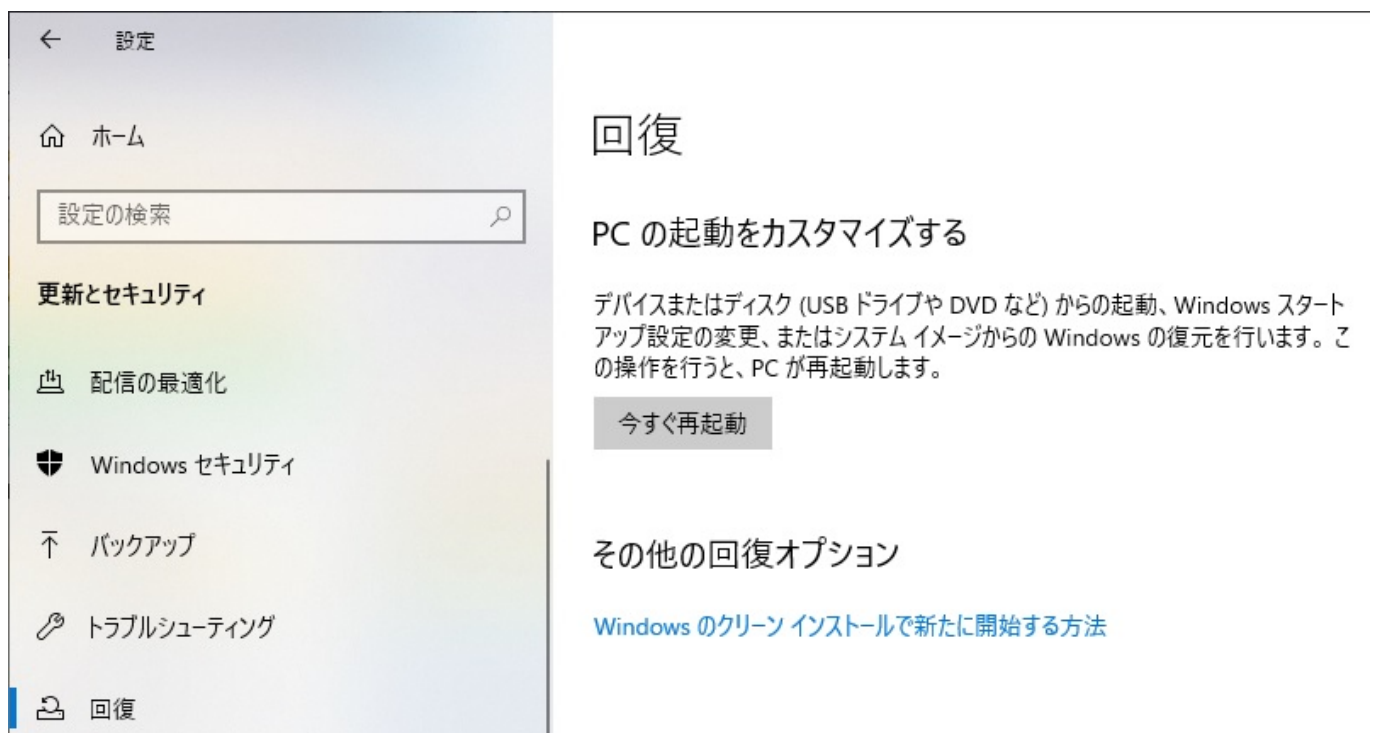 設定
ホーム
設定の検索
更新とセキュリティ
配信の最適化
Windows セキュリティ
バックアップ
トラブルシューティング
回復
回復
PC の起動をカスタマイズする
デバイスまたはディスク (USB ドライブや DVD など) からの起動、Windows スタート
アップ設定の変更、またはシステム イメージからの Windows の復元を行います。こ
の操作を行うと、PC が再起動します。
今すぐ再起動
その他の回復オプション
Windows のクリーン インストールで新たに開始する方法